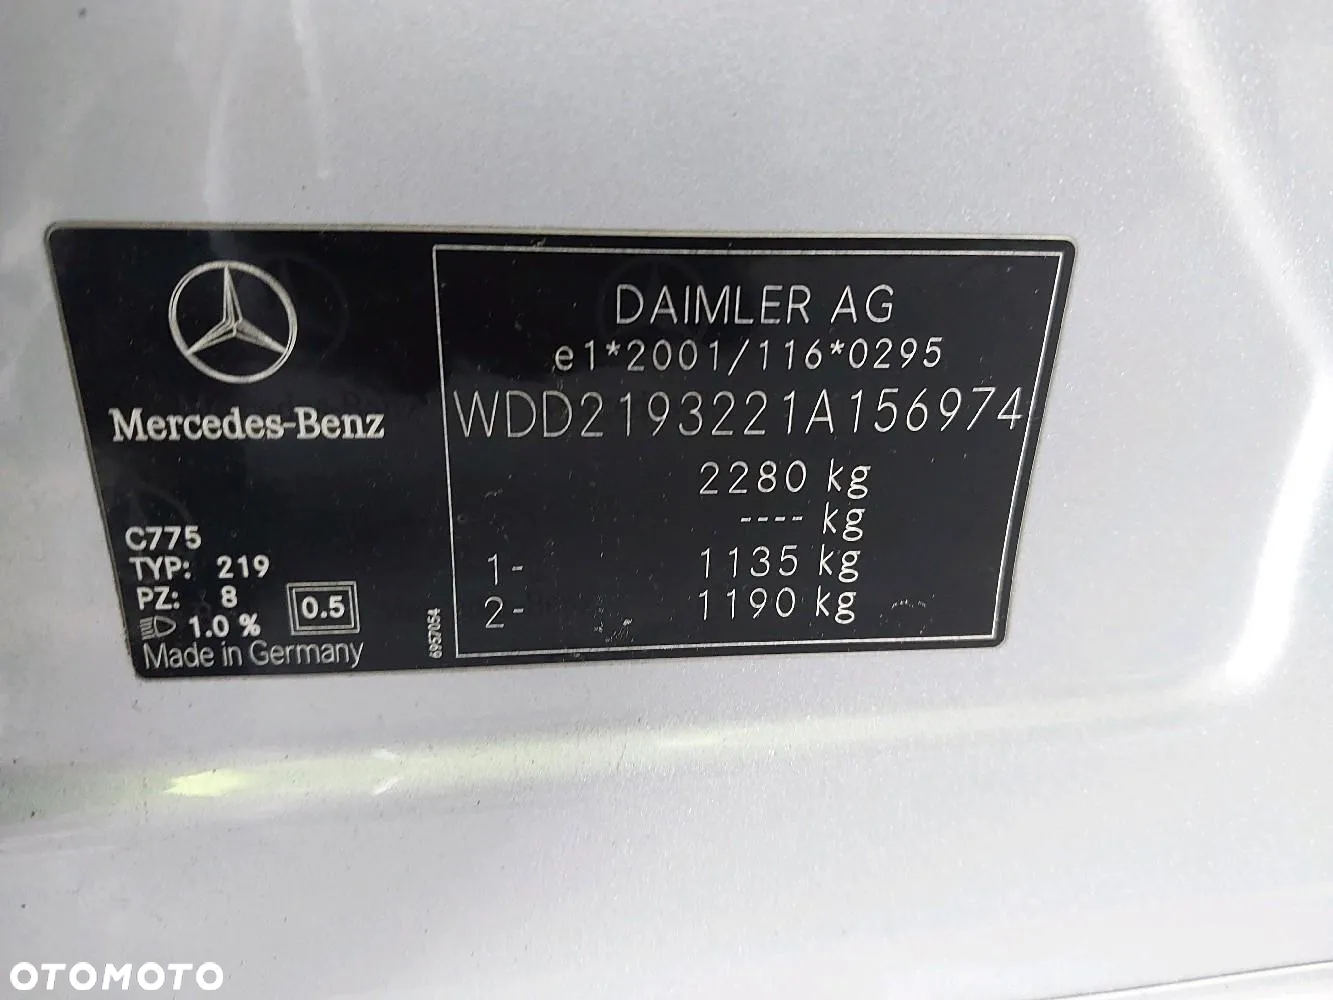 Mercedes-Benz
C775
TYP: 219
PZ: 8
1.0 %
0.5
Made in Germany
6957054
DAIMLER AG
e1*2001/116*0295
WDD2193221A156974
2280 kg
---- kg
1- 1135 kg
2- 1190 kg
OTOMOTO